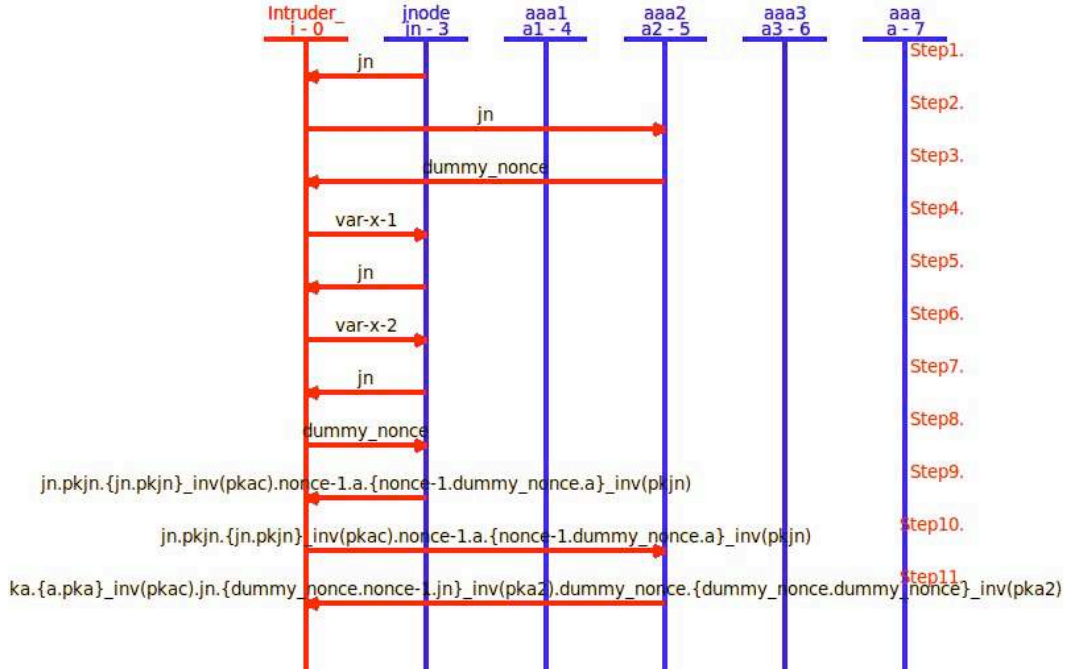 Intruder_ jnode aaa1 aaa2 aaa3 aaa
i - 0 jn - 3 a1 - 4 a2 - 5 a3 - 6 a - 7
Step1.
jn
Step2.
jn
Step3.
dummy_nonce
Step4.
var-x-1
Step5.
jn
Step6.
var-x-2
Step7.
jn
Step8.
dummy_nonce
Step9.
jn.pkjn.{jn.pkjn}_inv(pkac).nonce-1.a.{nonce-1.dummy_nonce.a}_inv(pkjn)
Step10.
jn.pkjn.{jn.pkjn}_inv(pkac).nonce-1.a.{nonce-1.dummy_nonce.a}_inv(pkjn)
Step11.
ka.{a.pka}_inv(pkac).jn.{dummy_nonce.nonce-1.jn}_inv(pka2).dummy_nonce.{dummy_nonce.dummy_nonce}_inv(pka2)